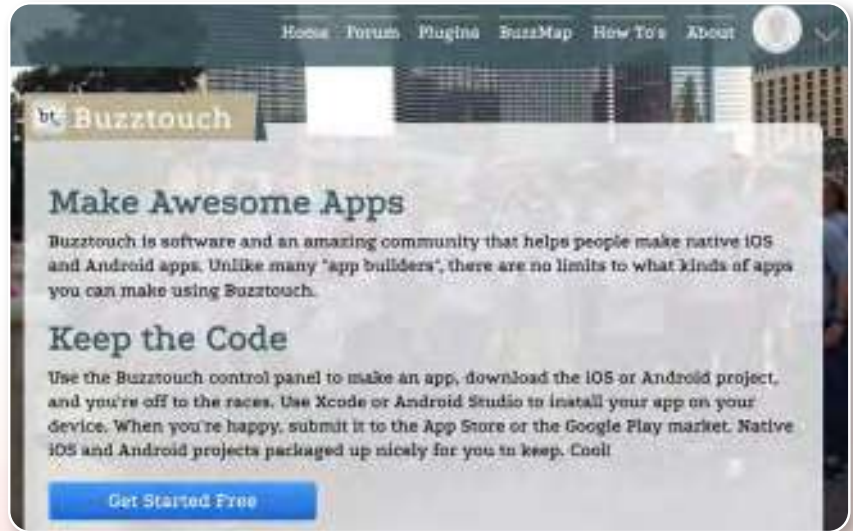 Home Forum Plugins BuzzMap How To's About
bt Buzztouch
Make Awesome Apps
Buzztouch is software and an amazing community that helps people make native iOS
and Android apps. Unlike many "app builders", there are no limits to what kinds of apps
you can make using Buzztouch.
Keep the Code
Use the Buzztouch control panel to make an app, download the iOS or Android project,
and you're off to the races. Use Xcode or Android Studio to install your app on your
device. When you're happy, submit it to the App Store or the Google Play market. Native
iOS and Android projects packaged up nicely for you to keep. Cool!
Get Started Free